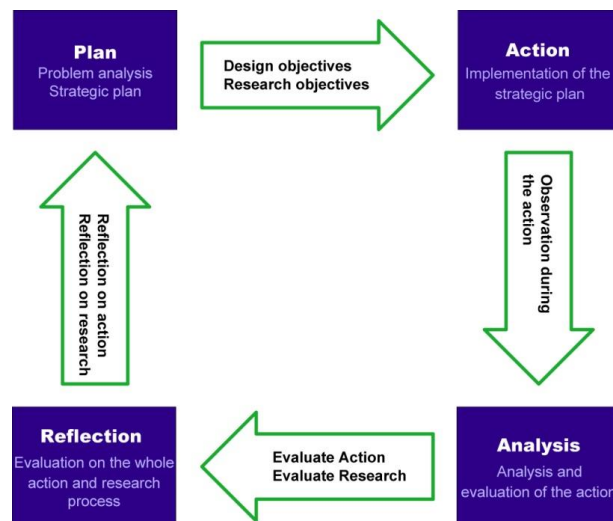 Plan
Problem analysis
Strategic plan
Design objectives
Research objectives
Action
Implementation of the
strategic plan
Observation during
the action
Analysis
Analysis and
evaluation of the action
Evaluate Action
Evaluate Research
Reflection
Evaluation on the whole
action and research
process
Reflection on action
Reflection on research